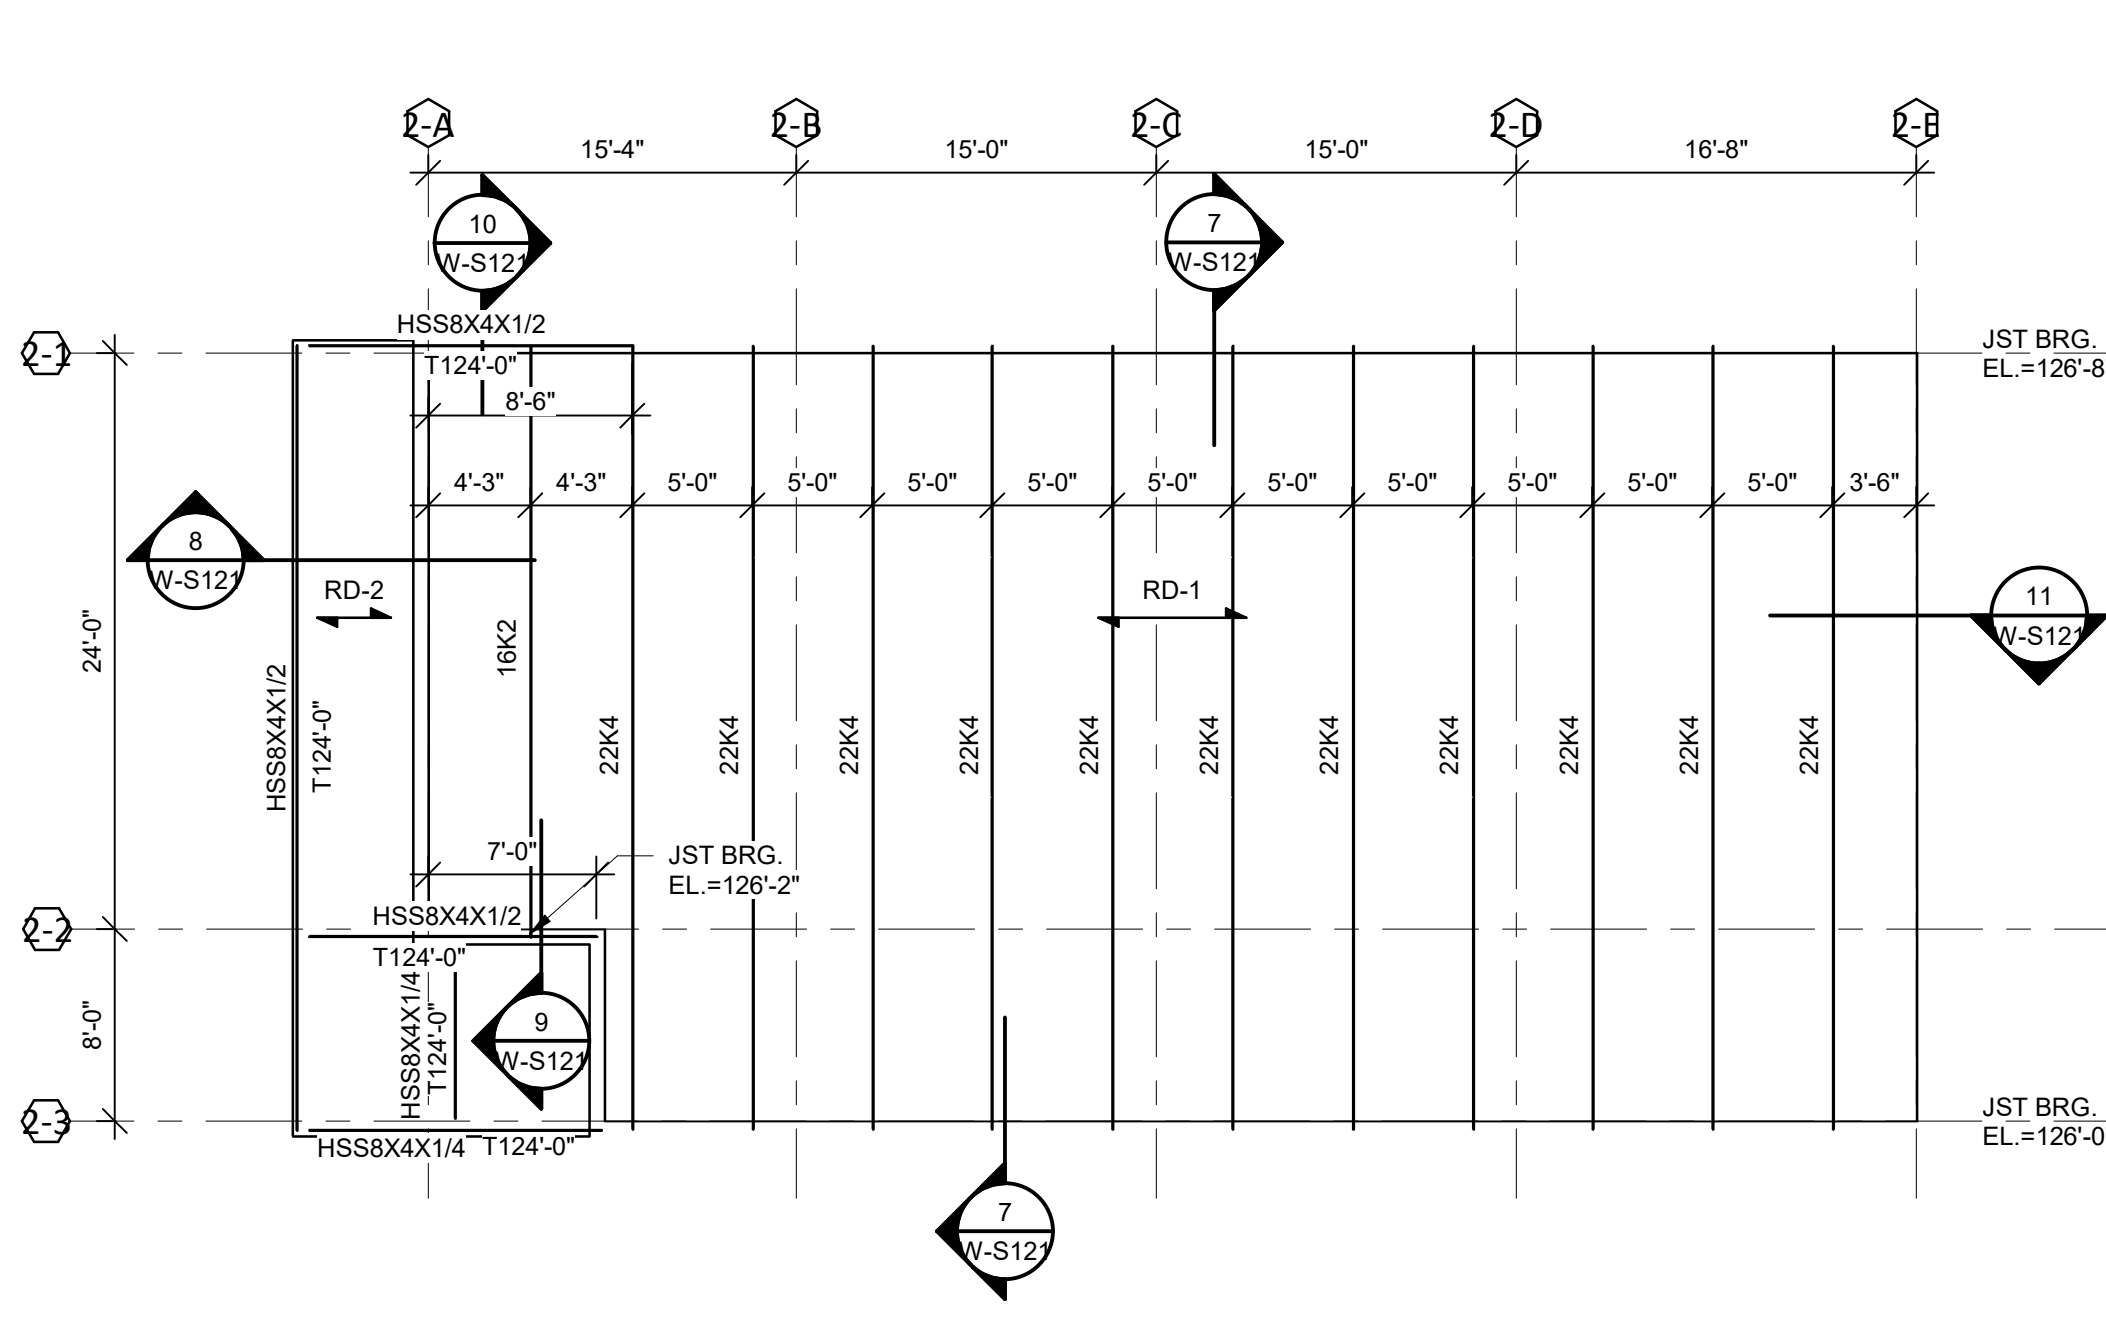 2-A
2-B
2-C
2-D
2-E
15'-4"
15'-0"
15'-0"
16'-8"
10
W-S121
7
W-S121
HSS8X4X1/2
2-1
T124'-0"
JST BRG.
EL.=126'-8
8'-6"
4'-3"
4'-3"
5'-0"
5'-0"
5'-0"
5'-0"
5'-0"
5'-0"
5'-0"
5'-0"
5'-0"
5'-0"
3'-6"
8
W-S121
RD-2
RD-1
11
W-S121
24'-0"
16K2
HSS8X4X1/2
T124'-0"
22K4
22K4
22K4
22K4
22K4
22K4
22K4
22K4
22K4
22K4
22K4
7'-0"
JST BRG.
EL.=126'-2"
HSS8X4X1/2
2-2
T124'-0"
HSS8X4X1/4
T124'-0"
8'-0"
9
W-S121
2-3
JST BRG.
EL.=126'-0
HSS8X4X1/4
T124'-0"
7
W-S121